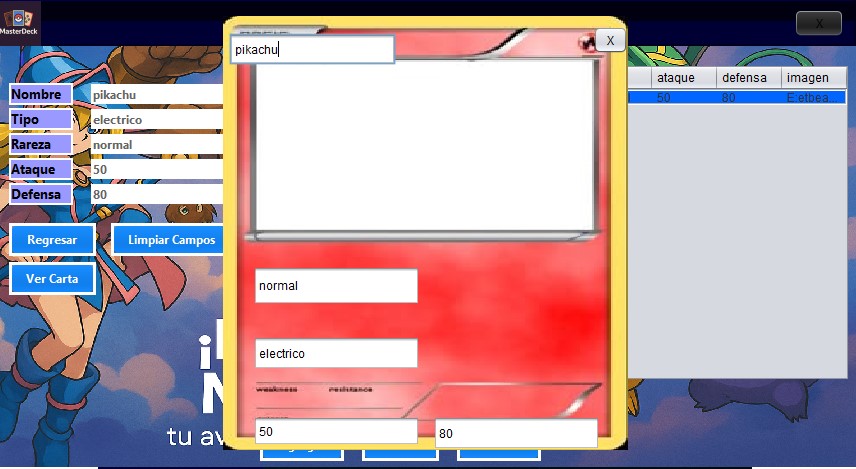 MasterDeck
X
pikachu
X
ataque
defensa
imagen
50
80
E etbea...
Nombre
pikachu
Tipo
electrico
Rareza
normal
Ataque
50
Defensa
80
Regresar
Limpiar Campos
Ver Carta
normal
electrico
weakness
resistance
tu av
50
80